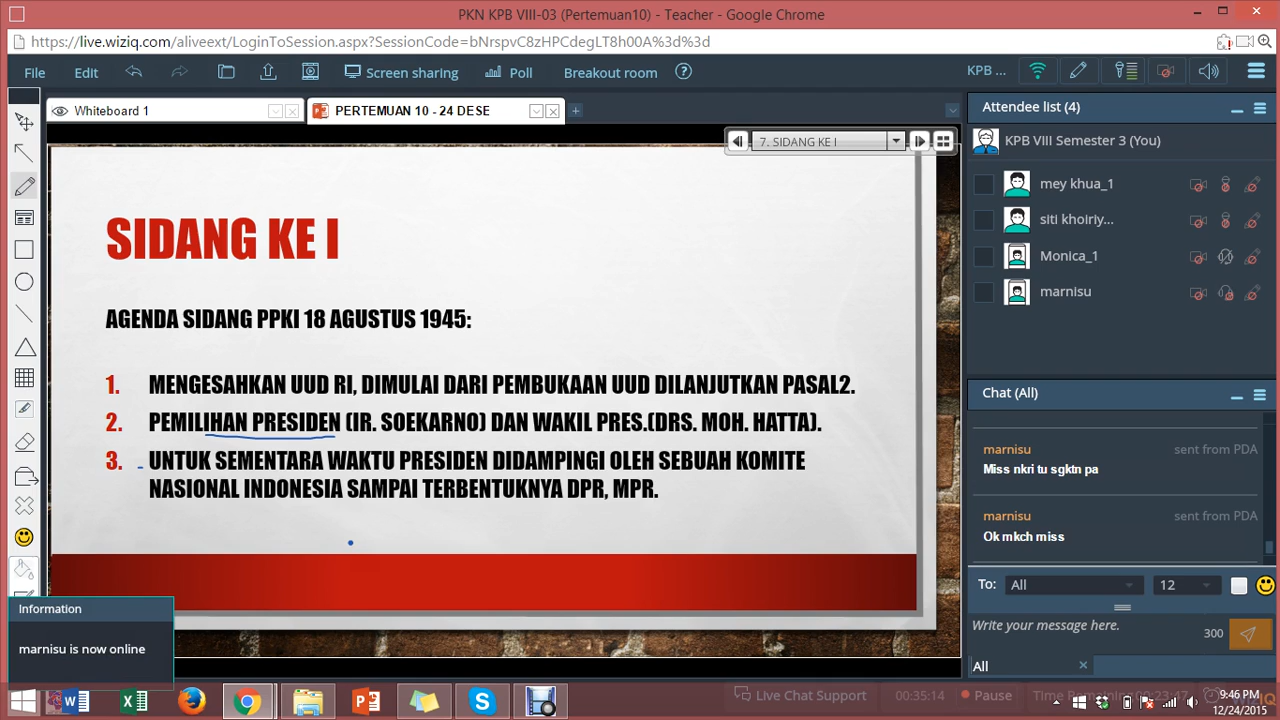 PKN KPB VIII-03 (Pertemuan10) - Teacher - Google Chrome
https://live.wiziq.com/aliveext/LoginToSession.aspx?SessionCode=bNrspvC8zHPCdegLT8h00A%3d%3d
File Edit Screen sharing Poll Breakout room ? KPB ...
Whiteboard 1 PERTEMUAN 10 - 24 DESE
7. SIDANG KE I
SIDANG KE I
AGENDA SIDANG PPKI 18 AGUSTUS 1945:
1. MENGESAHKAN UUD RI, DIMULAI DARI PEMBUKAAN UUD DILANJUTKAN PASAL2.
2. PEMILIHAN PRESIDEN (IR. SOEKARNO) DAN WAKIL PRES.(DRS. MOH. HATTA).
3. UNTUK SEMENTARA WAKTU PRESIDEN DIDAMPINGI OLEH SEBUAH KOMITE
NASIONAL INDONESIA SAMPAI TERBENTUKNYA DPR, MPR.
Attendee list (4)
KPB VIII Semester 3 (You)
mey khua_1
siti khoiriy...
Monica_1
marnisu
Chat (All)
marnisu sent from PDA
Miss nkri tu sgktn pa
marnisu sent from PDA
Ok mkch miss
To: All 12
Write your message here.
300
All
Information
marnisu is now online
Live Chat Support 00:35:14 Pause
9:46 PM
12/24/2015